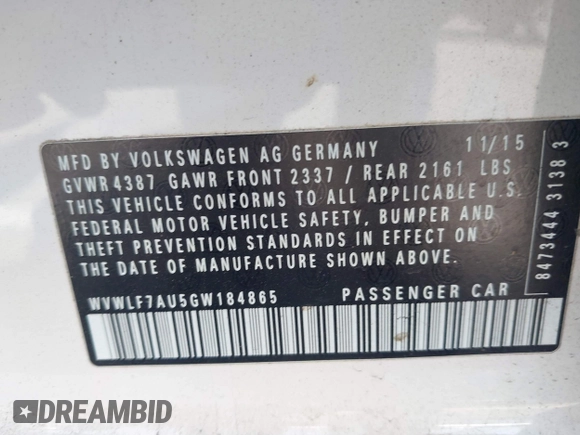 MFD BY VOLKSWAGEN AG GERMANY 11/15
GVWR 4387 GAWR FRONT 2337 / REAR 2161 LBS
THIS VEHICLE CONFORMS TO ALL APPLICABLE U.S.
FEDERAL MOTOR VEHICLE SAFETY, BUMPER AND
THEFT PREVENTION STANDARDS IN EFFECT ON
THE DATE OF MANUFACTURE SHOWN ABOVE.
WVWLF7AU5GW184865 PASSENGER CAR
8473444 3138 3
DREAMBID